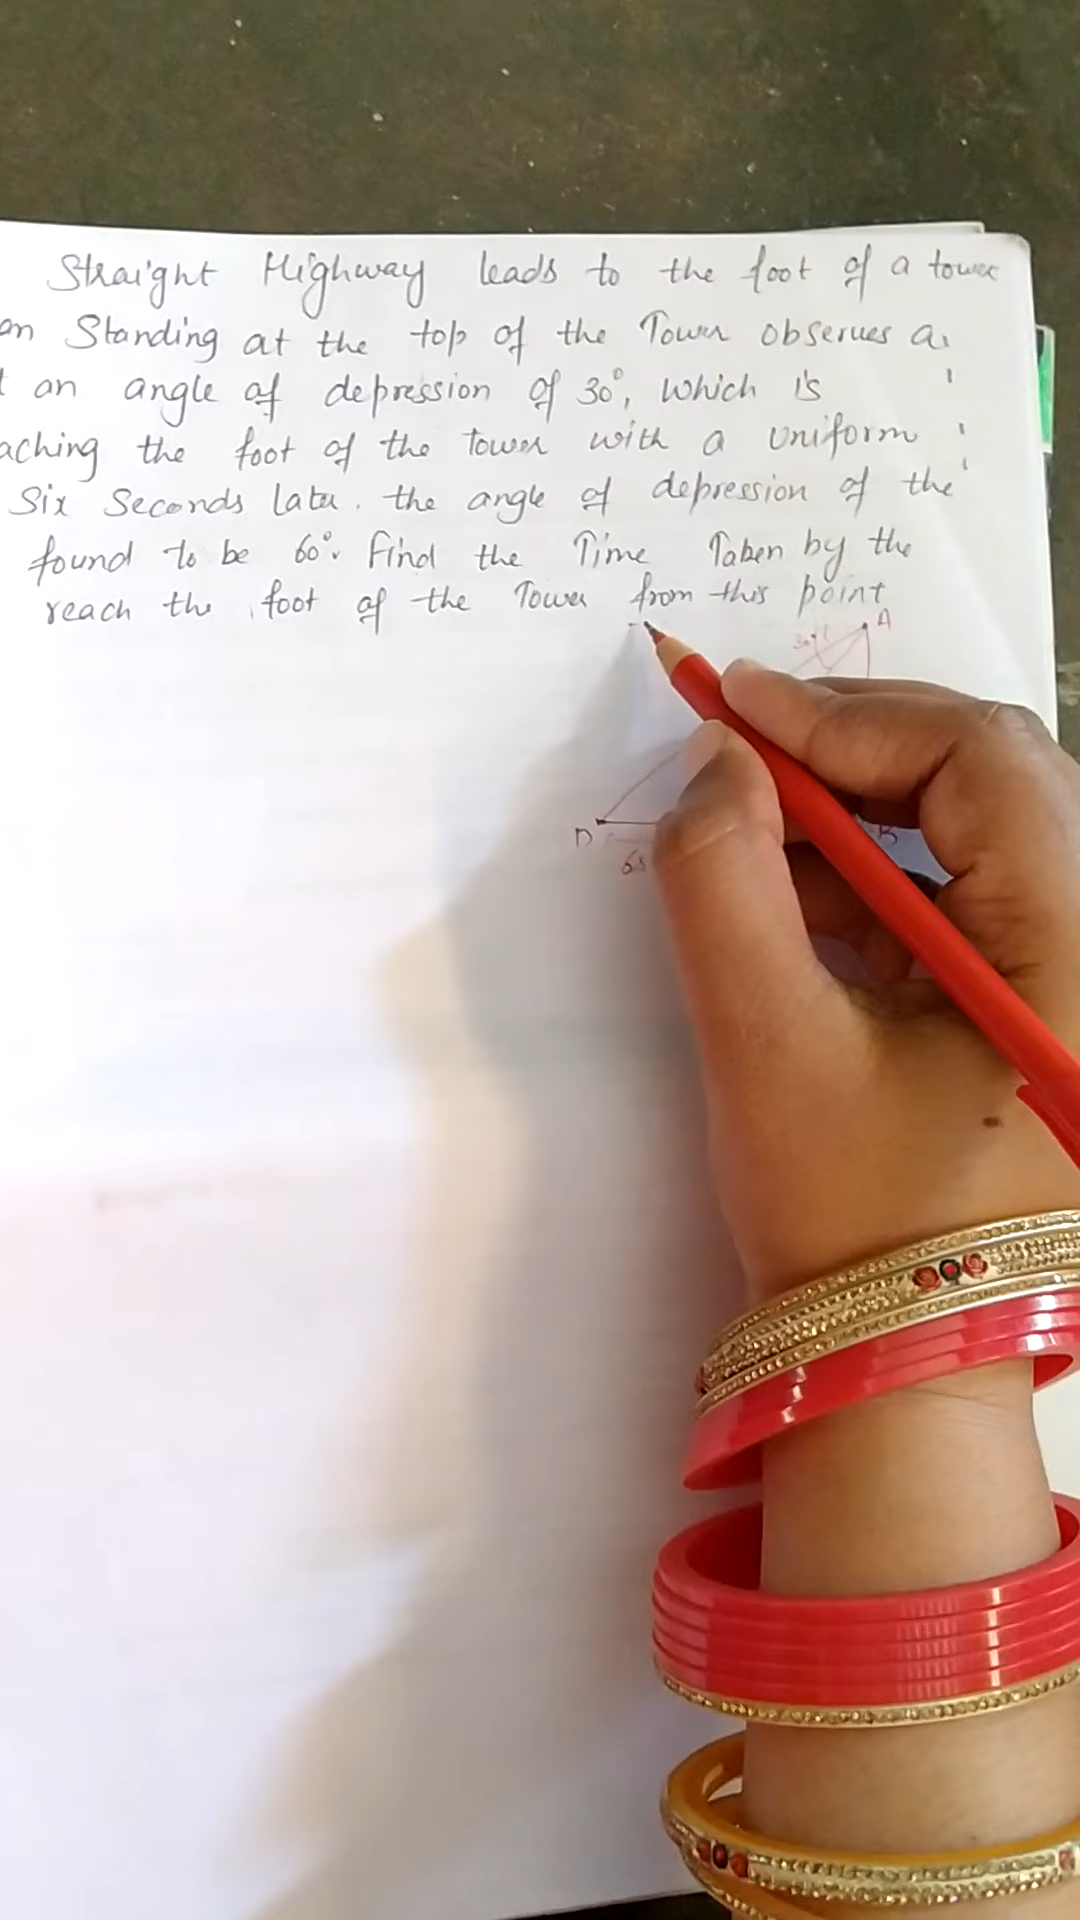 Straight Highway leads to the foot of a tower
on Standing at the top of the Tower observes a
t an angle of depression of 30°, which is
aching the foot of the tower with a uniform
Six Seconds Later. the angle of depression of the
found to be 60°. Find the Time Taken by the
reach the foot of the Tower from this point
30° A
D B
6s